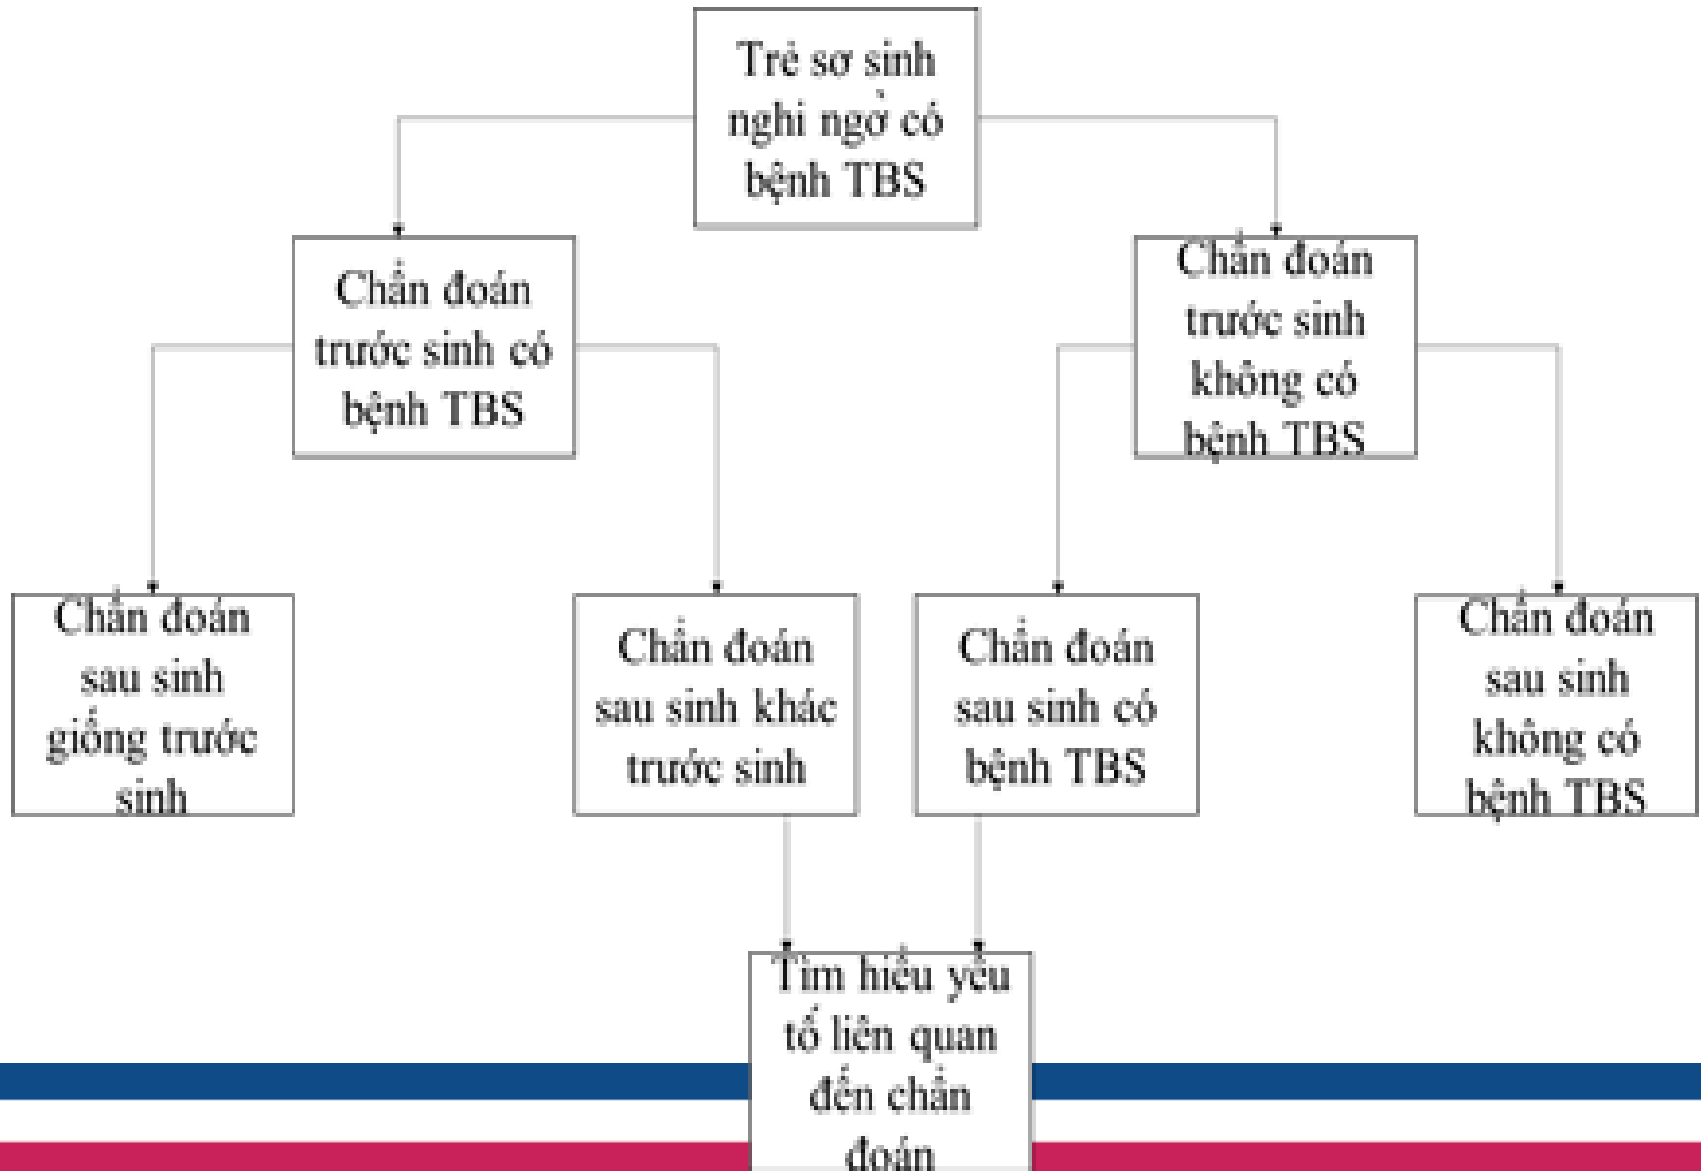 Trẻ sơ sinh
nghi ngờ có
bệnh TBS
Chẩn đoán
trước sinh có
bệnh TBS
Chẩn đoán
trước sinh
không có
bệnh TBS
Chẩn đoán
sau sinh
giống trước
sinh
Chẩn đoán
sau sinh khác
trước sinh
Chẩn đoán
sau sinh có
bệnh TBS
Chẩn đoán
sau sinh
không có
bệnh TBS
Tìm hiểu yếu
tố liên quan
đến chẩn
đoán